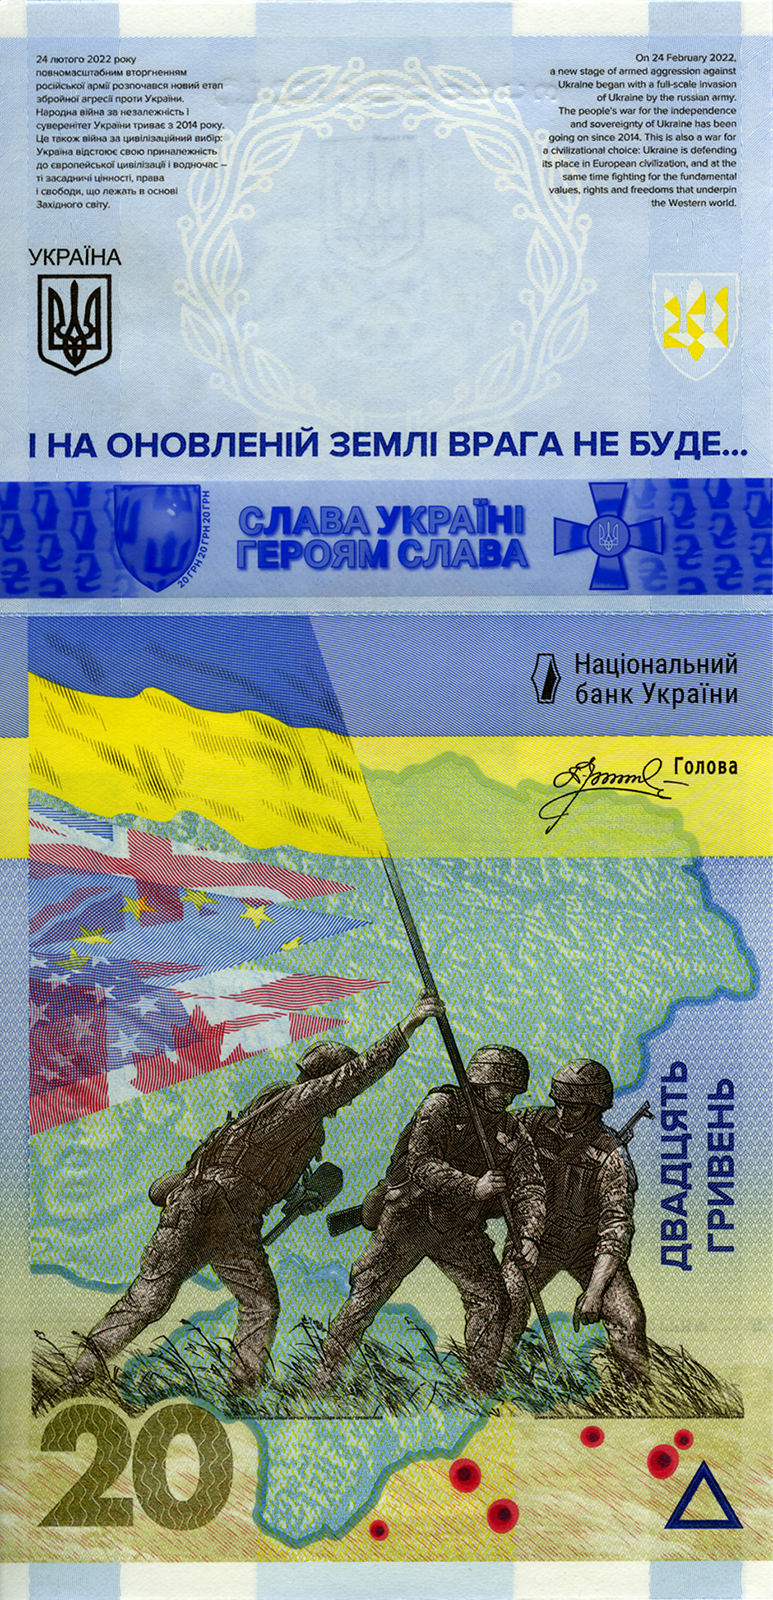 24 лютого 2022 року
повномасштабним вторгненням
російської армії розпочався новий етап
збройної агресії проти України.
Народна війна за незалежність і
суверенітет України триває з 2014 року.
Це також війна за цивілізаційний вибір:
Україна відстоює свою приналежність
до європейської цивілізації і водночас –
ті засадничі цінності, права
і свободи, що лежать в основі
Західного світу.
On 24 February 2022,
a new stage of armed aggression against
Ukraine began with a full-scale invasion
of Ukraine by the russian army.
The people's war for the independence
and sovereignty of Ukraine has been
going on since 2014. This is also a war for
a civilizational choice: Ukraine is defending
its place in European civilization, and at the
same time fighting for the fundamental
values, rights and freedoms that underpin
the Western world.
УКРАЇНА
І НА ОНОВЛЕНІЙ ЗЕМЛІ ВРАГА НЕ БУДЕ...
20 ГРН 20 ГРН 20 ГРН
СЛАВА УКРАЇНІ
ГЕРОЯМ СЛАВА
Національний
банк України
Голова
ДВАДЦЯТЬ
ГРИВЕНЬ
20